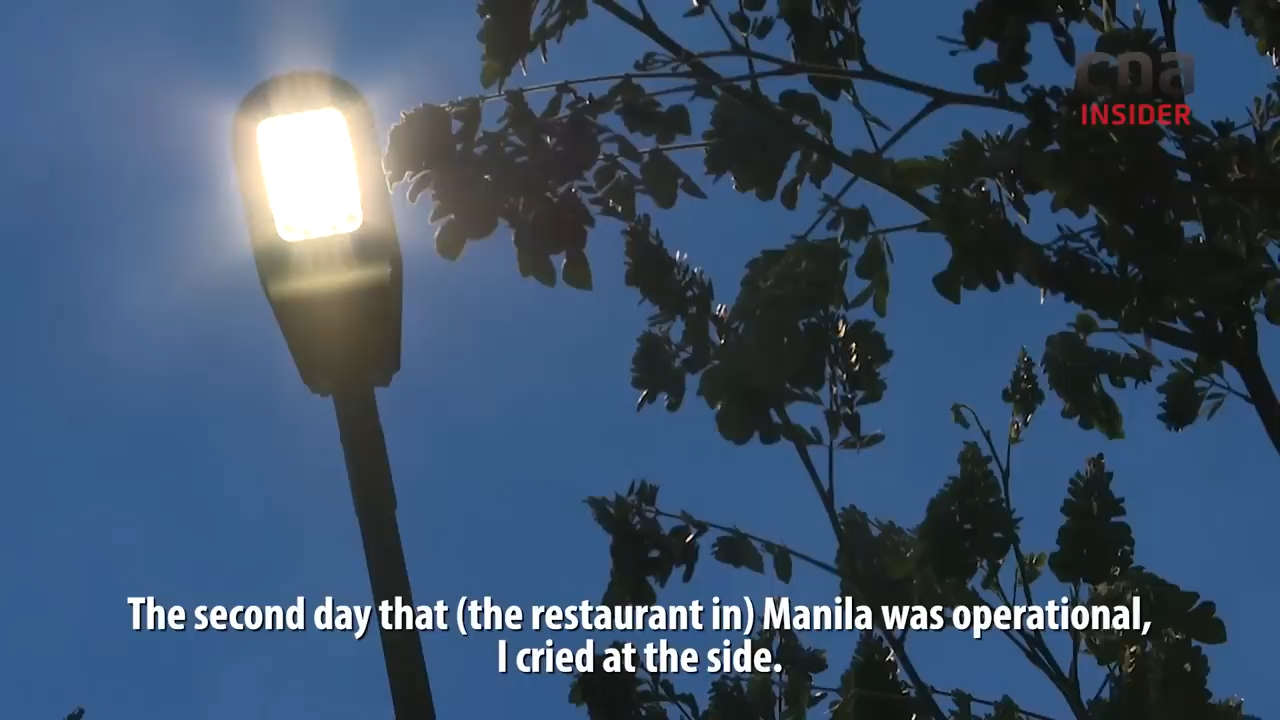 cna
INSIDER
The second day that (the restaurant in) Manila was operational,
I cried at the side.